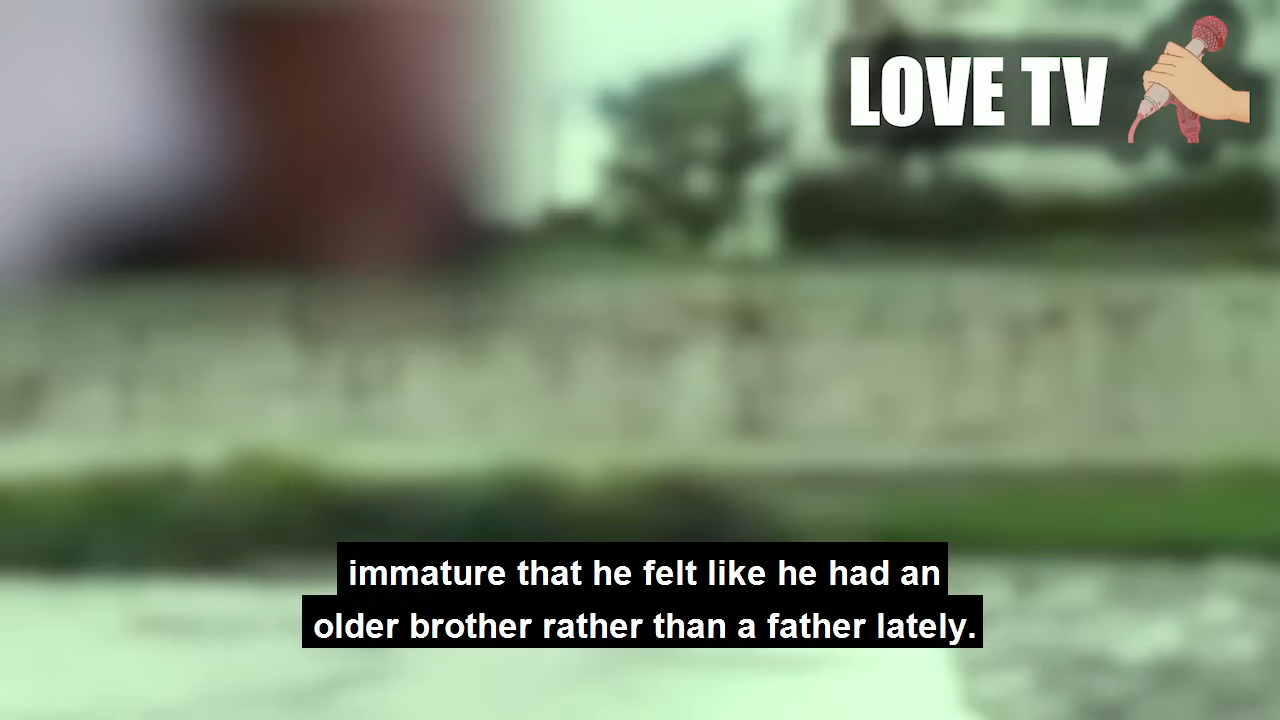 LOVE TV
immature that he felt like he had an
older brother rather than a father lately.